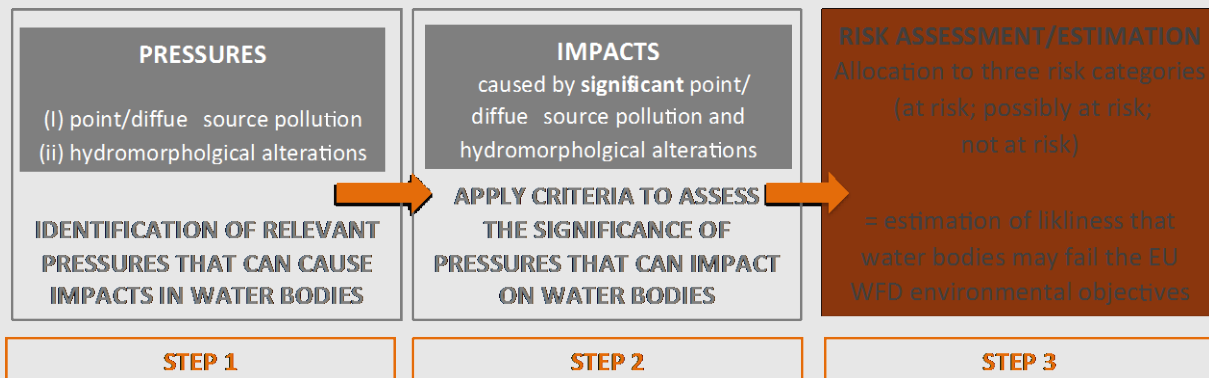 PRESSURES
(I) point/diffue source pollution
(ii) hydromorpholgical alterations
IDENTIFICATION OF RELEVANT
PRESSURES THAT CAN CAUSE
IMPACTS IN WATER BODIES
STEP 1
IMPACTS
caused by significant point/
diffue source pollution and
hydromorpholgical alterations
APPLY CRITERIA TO ASSESS
THE SIGNIFICANCE OF
PRESSURES THAT CAN IMPACT
ON WATER BODIES
STEP 2
RISK ASSESSMENT/ESTIMATION
Allocation to three risk categories
(at risk; possibly at risk;
not at risk)
= estimation of likliness that
water bodies may fail the EU
WFD environmental objectives
STEP 3